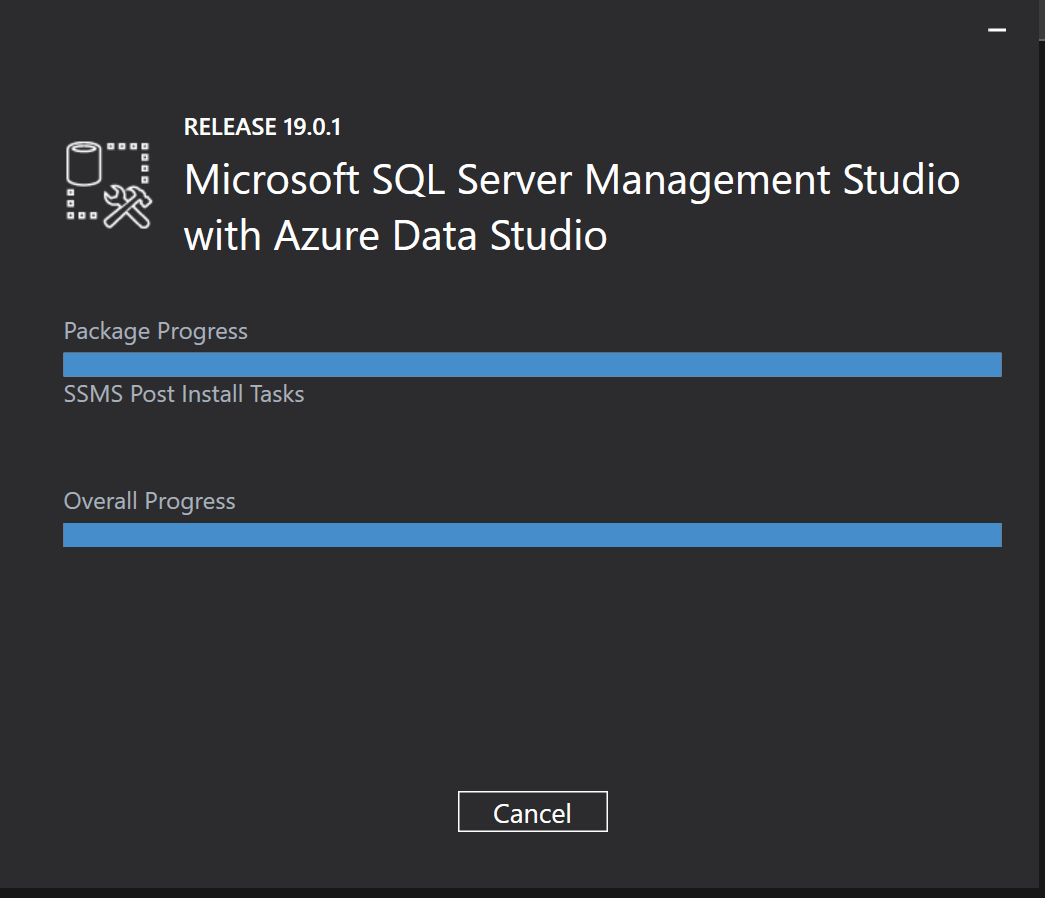 RELEASE 19.0.1
Microsoft SQL Server Management Studio
with Azure Data Studio
Package Progress
SSMS Post Install Tasks
Overall Progress
Cancel